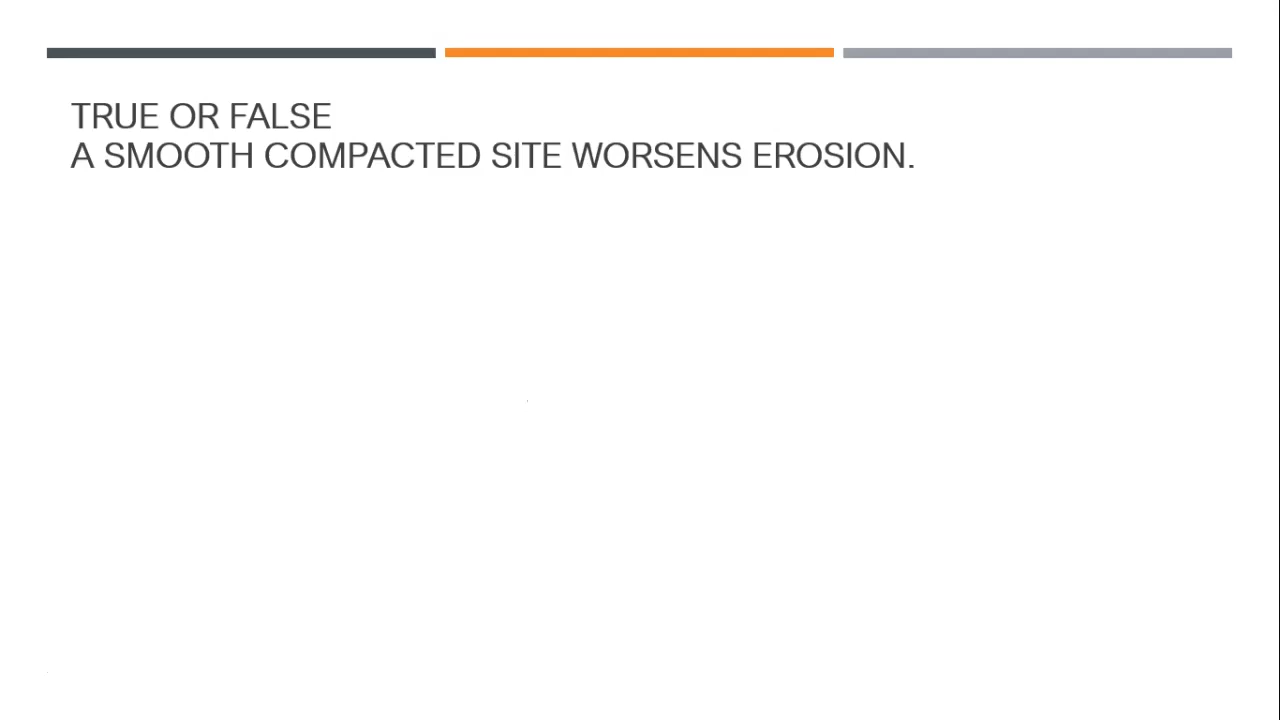 TRUE OR FALSE
A SMOOTH COMPACTED SITE WORSENS EROSION.